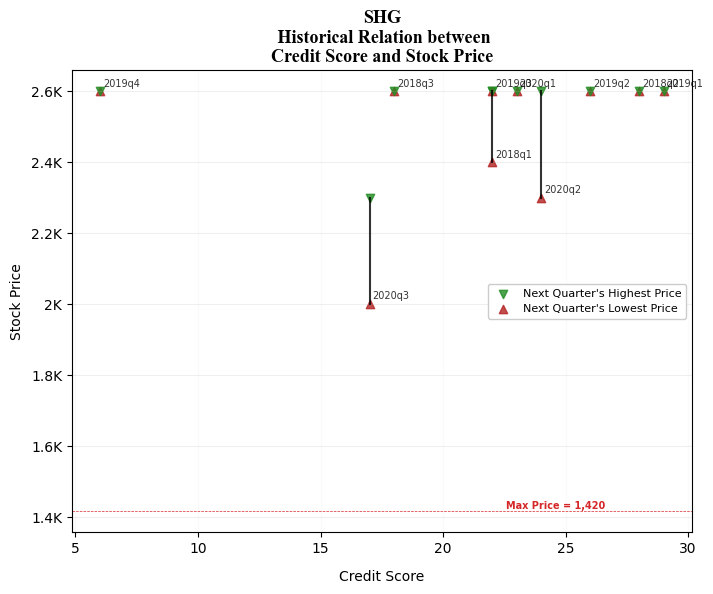 SHG
Historical Relation between
Credit Score and Stock Price
2.6K
2.4K
2.2K
2K
1.8K
1.6K
1.4K
Stock Price
2019q4
2018q3
2019q3
2020q1
2019q2
2018q2
2019q1
2018q1
2020q2
2020q3
Next Quarter's Highest Price
Next Quarter's Lowest Price
Max Price = 1,420
5
10
15
20
25
30
Credit Score